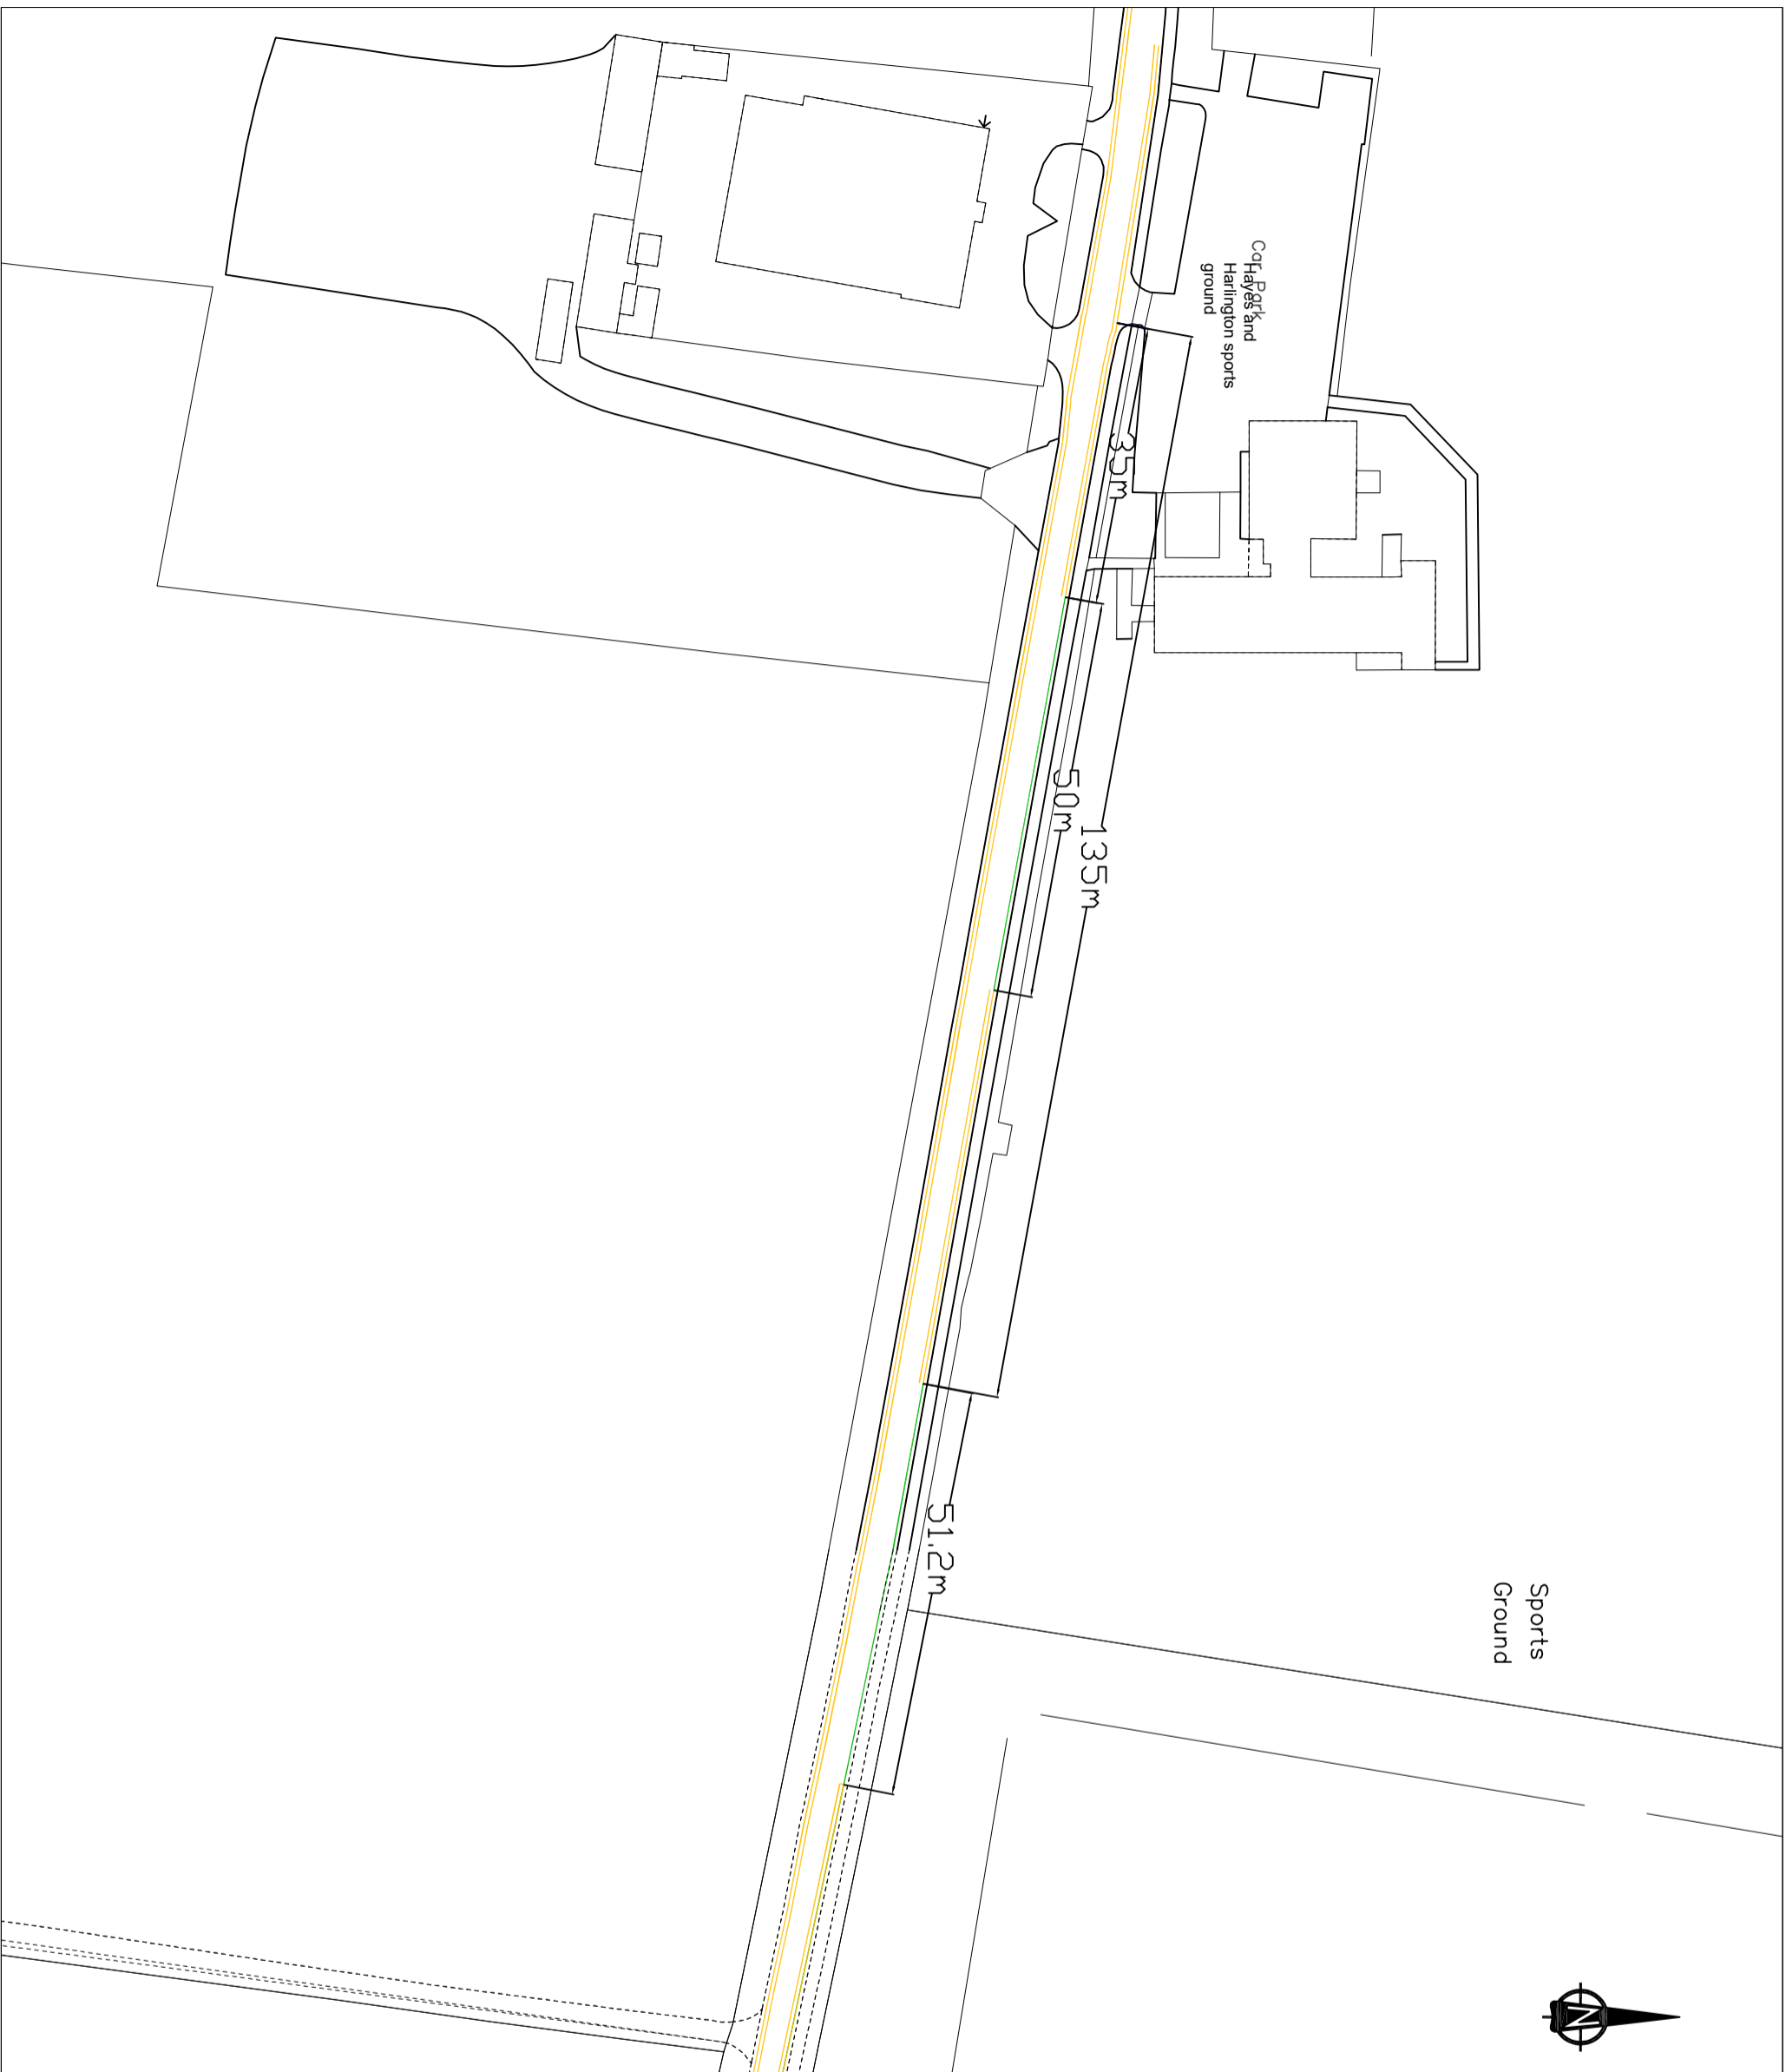 Car Park
Hayes and
Harlington sports
ground
35m
50m
135m
51.2m
Sports
Ground
N